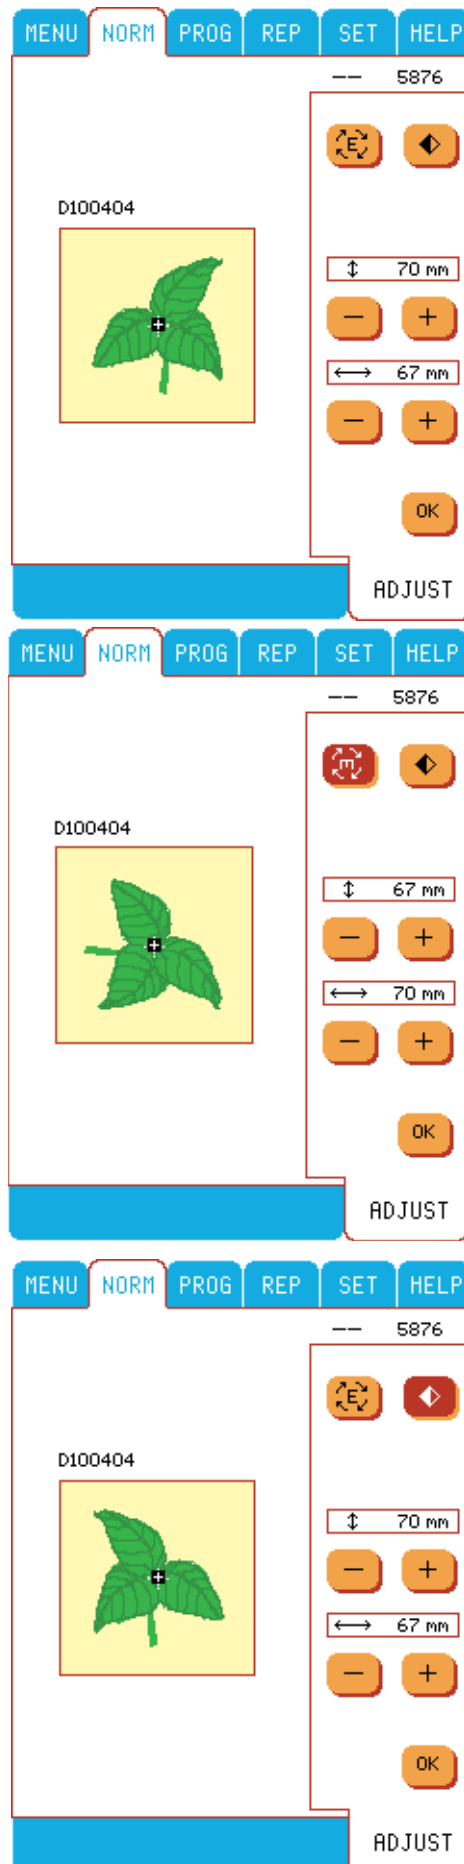 MENU NORM PROG REP SET HELP
-- 5876
E
D100404
↕ 70 mm
− +
↔ 67 mm
− +
OK
ADJUST
MENU NORM PROG REP SET HELP
-- 5876
E
D100404
↕ 67 mm
− +
↔ 70 mm
− +
OK
ADJUST
MENU NORM PROG REP SET HELP
-- 5876
E
D100404
↕ 70 mm
− +
↔ 67 mm
− +
OK
ADJUST